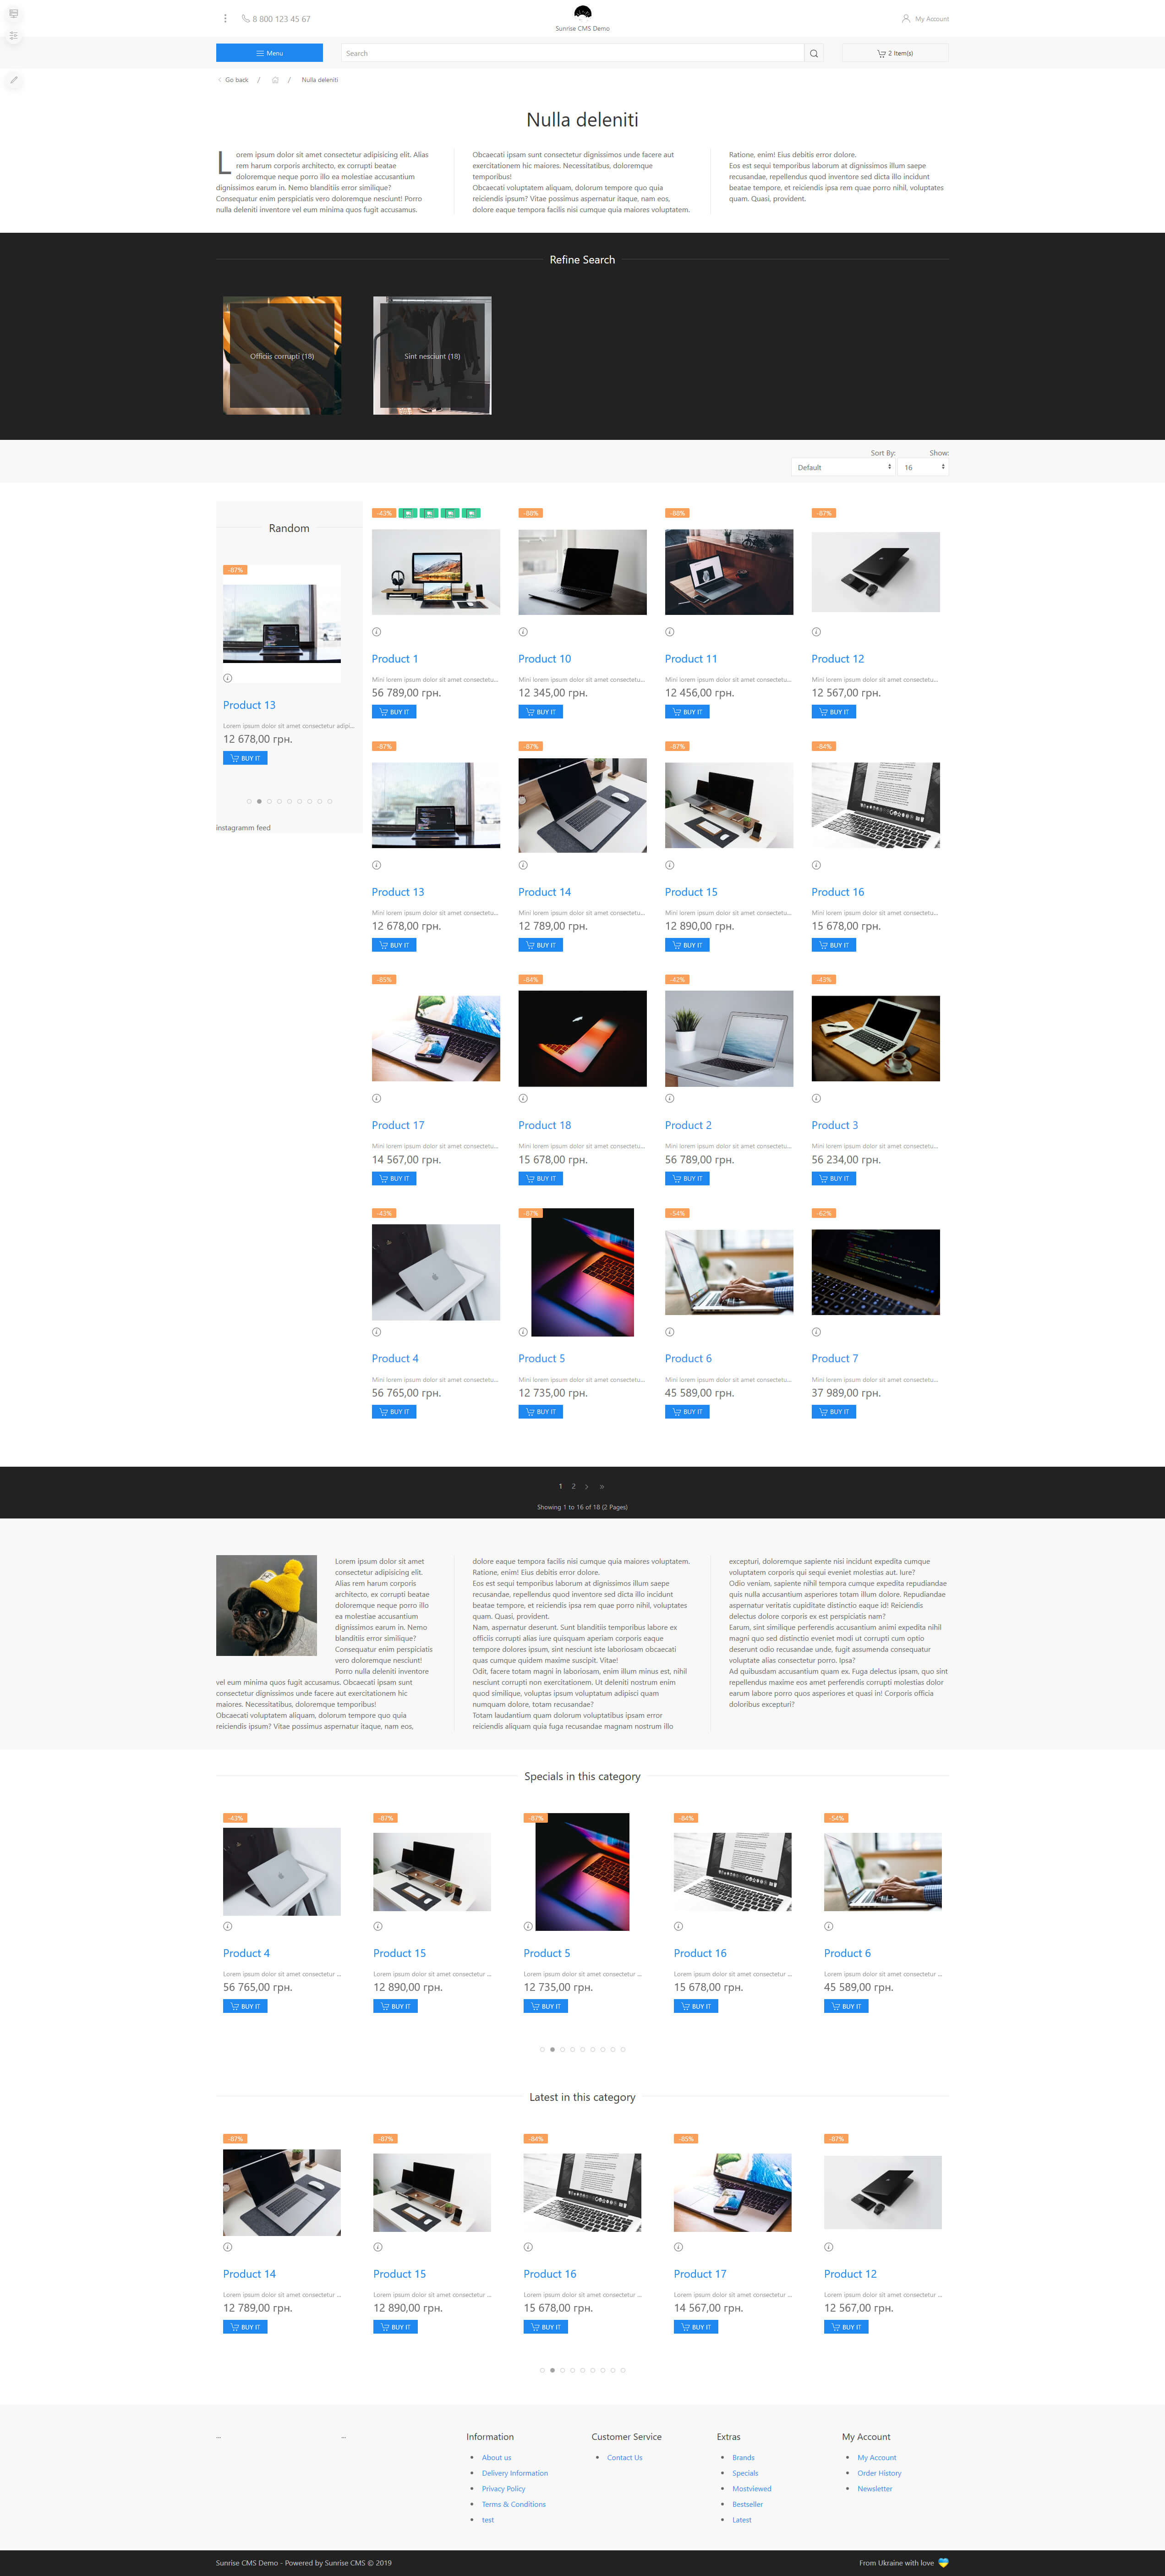 8 800 123 45 67
Sunrise CMS Demo
My Account
Menu
Search
2 Item(s)
Go back / / Nulla deleniti
Nulla deleniti
Lorem ipsum dolor sit amet consectetur adipisicing elit. Alias
rem harum corporis architecto, ex corrupti beatae
doloremque neque porro illo ea molestiae accusantium
dignissimos earum in. Nemo blanditiis error similique?
Consequatur enim perspiciatis vero doloremque nesciunt! Porro
nulla deleniti inventore vel eum minima quos fugit accusamus.
Obcaecati ipsam sunt consectetur dignissimos unde facere aut
exercitationem hic maiores. Necessitatibus, doloremque
temporibus!
Obcaecati voluptatem aliquam, dolorum tempore quo quia
reiciendis ipsum? Vitae possimus aspernatur itaque, nam eos,
dolore eaque tempora facilis nisi cumque quia maiores voluptatem.
Ratione, enim! Eius debitis error dolore.
Eos est sequi temporibus laborum at dignissimos illum saepe
recusandae, repellendus quod inventore sed dicta illo incidunt
beatae tempore, et reiciendis ipsa rem quae porro nihil, voluptates
quam. Quasi, provident.
Refine Search
Officiis corrupti (18)
Sint nesciunt (18)
Sort By:
Default
Show:
16
Random
-87%
Product 13
Lorem ipsum dolor sit amet consectetur adipi...
12 678,00 грн.
BUY IT
instagramm feed
-43%
Product 1
Mini lorem ipsum dolor sit amet consectetu...
56 789,00 грн.
BUY IT
-88%
Product 10
Mini lorem ipsum dolor sit amet consectetu...
12 345,00 грн.
BUY IT
-88%
Product 11
Mini lorem ipsum dolor sit amet consectetu...
12 456,00 грн.
BUY IT
-87%
Product 12
Mini lorem ipsum dolor sit amet consectetu...
12 567,00 грн.
BUY IT
-87%
Product 13
Mini lorem ipsum dolor sit amet consectetu...
12 678,00 грн.
BUY IT
-87%
Product 14
Mini lorem ipsum dolor sit amet consectetu...
12 789,00 грн.
BUY IT
-87%
Product 15
Mini lorem ipsum dolor sit amet consectetu...
12 890,00 грн.
BUY IT
-84%
Product 16
Mini lorem ipsum dolor sit amet consectetu...
15 678,00 грн.
BUY IT
-85%
Product 17
Mini lorem ipsum dolor sit amet consectetu...
14 567,00 грн.
BUY IT
-84%
Product 18
Mini lorem ipsum dolor sit amet consectetu...
15 678,00 грн.
BUY IT
-42%
Product 2
Mini lorem ipsum dolor sit amet consectetu...
56 789,00 грн.
BUY IT
-43%
Product 3
Mini lorem ipsum dolor sit amet consectetu...
56 234,00 грн.
BUY IT
-43%
Product 4
Mini lorem ipsum dolor sit amet consectetu...
56 765,00 грн.
BUY IT
-87%
Product 5
Mini lorem ipsum dolor sit amet consectetu...
12 735,00 грн.
BUY IT
-54%
Product 6
Mini lorem ipsum dolor sit amet consectetu...
45 589,00 грн.
BUY IT
-62%
Product 7
Mini lorem ipsum dolor sit amet consectetu...
37 989,00 грн.
BUY IT
1 2 › »
Showing 1 to 16 of 18 (2 Pages)
Lorem ipsum dolor sit amet
consectetur adipisicing elit.
Alias rem harum corporis
architecto, ex corrupti beatae
doloremque neque porro illo
ea molestiae accusantium
dignissimos earum in. Nemo
blanditiis error similique?
Consequatur enim perspiciatis
vero doloremque nesciunt!
Porro nulla deleniti inventore
vel eum minima quos fugit accusamus. Obcaecati ipsam sunt
consectetur dignissimos unde facere aut exercitationem hic
maiores. Necessitatibus, doloremque temporibus!
Obcaecati voluptatem aliquam, dolorum tempore quo quia
reiciendis ipsum? Vitae possimus aspernatur itaque, nam eos,
dolore eaque tempora facilis nisi cumque quia maiores voluptatem.
Ratione, enim! Eius debitis error dolore.
Eos est sequi temporibus laborum at dignissimos illum saepe
recusandae, repellendus quod inventore sed dicta illo incidunt
beatae tempore, et reiciendis ipsa rem quae porro nihil, voluptates
quam. Quasi, provident.
Nam, aspernatur deserunt. Sunt blanditiis temporibus labore ex
officiis corrupti alias iure quisquam aperiam corporis eaque
tempore dolores ipsum, sint nesciunt iste laboriosam obcaecati
quas cumque quidem maxime suscipit. Vitae!
Odit, facere totam magni in laboriosam, enim illum minus est, nihil
nesciunt corrupti non exercitationem. Ut deleniti nostrum enim
quod similique, voluptas ipsum voluptatum adipisci quam
numquam dolore, totam recusandae?
Totam laudantium quam dolorum voluptatibus ipsam error
reiciendis aliquam quia fuga recusandae magnam nostrum illo
excepturi, doloremque sapiente nisi incidunt expedita cumque
voluptatem corporis qui sequi eveniet molestias aut. Iure?
Odio veniam, sapiente nihil tempora cumque expedita repudiandae
quis nulla accusantium asperiores totam illum dolore. Repudiandae
aspernatur veritatis cupiditate distinctio eaque id! Reiciendis
delectus dolore corporis ex est perspiciatis nam?
Earum, sint similique perferendis accusantium animi expedita nihil
magni quo sed distinctio eveniet modi ut corrupti cum optio
deserunt odio recusandae unde, fugit assumenda consequatur
voluptate alias consectetur porro. Ipsa?
Ad quibusdam accusantium quam ex. Fuga delectus ipsam, quo sint
repellendus maxime eos amet perferendis corrupti molestias dolor
earum labore porro quos asperiores et quasi in! Corporis officia
doloribus excepturi?
Specials in this category
-43%
Product 4
Lorem ipsum dolor sit amet consectetur ...
56 765,00 грн.
BUY IT
-87%
Product 15
Lorem ipsum dolor sit amet consectetur ...
12 890,00 грн.
BUY IT
-87%
Product 5
Lorem ipsum dolor sit amet consectetur ...
12 735,00 грн.
BUY IT
-84%
Product 16
Lorem ipsum dolor sit amet consectetur ...
15 678,00 грн.
BUY IT
-54%
Product 6
Lorem ipsum dolor sit amet consectetur ...
45 589,00 грн.
BUY IT
Latest in this category
-87%
Product 14
Lorem ipsum dolor sit amet consectetur ...
12 789,00 грн.
BUY IT
-87%
Product 15
Lorem ipsum dolor sit amet consectetur ...
12 890,00 грн.
BUY IT
-84%
Product 16
Lorem ipsum dolor sit amet consectetur ...
15 678,00 грн.
BUY IT
-85%
Product 17
Lorem ipsum dolor sit amet consectetur ...
14 567,00 грн.
BUY IT
-87%
Product 12
Lorem ipsum dolor sit amet consectetur ...
12 567,00 грн.
BUY IT
...
...
Information
About us
Delivery Information
Privacy Policy
Terms & Conditions
test
Customer Service
Contact Us
Extras
Brands
Specials
Mostviewed
Bestseller
Latest
My Account
My Account
Order History
Newsletter
Sunrise CMS Demo - Powered by Sunrise CMS © 2019
From Ukraine with love